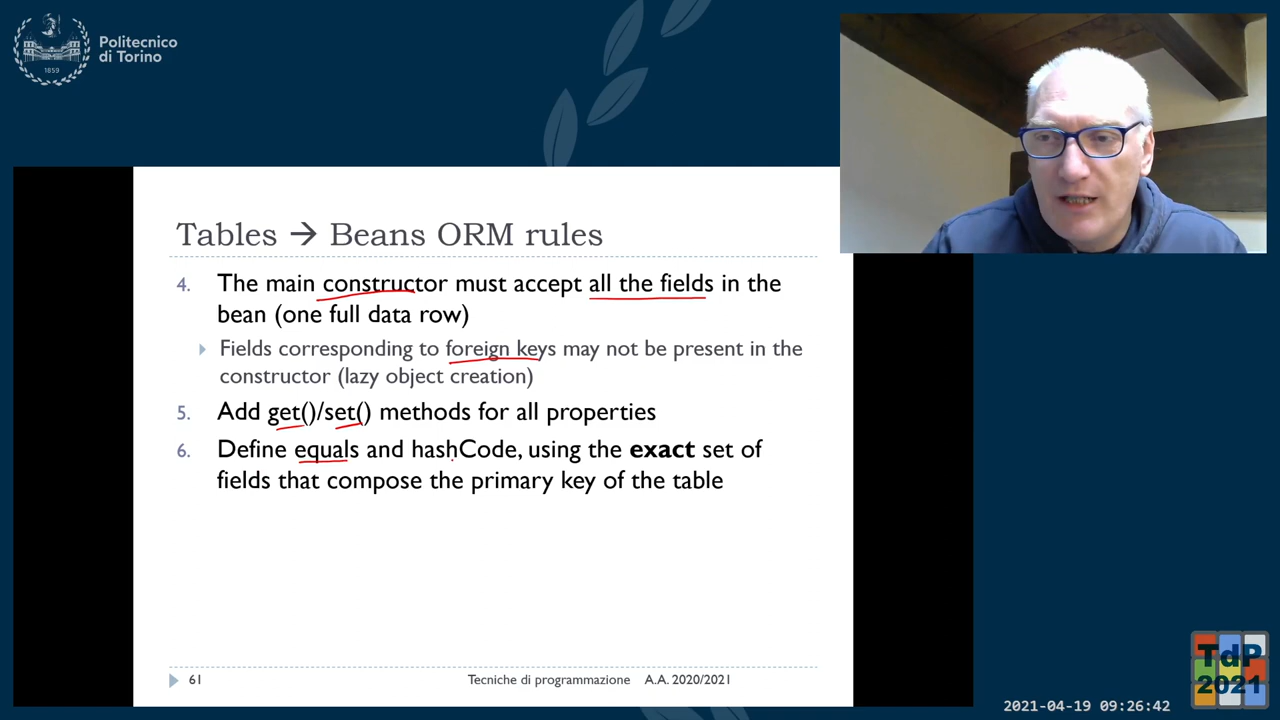 Politecnico
di Torino
1859
Tables → Beans ORM rules
4. The main constructor must accept all the fields in the
bean (one full data row)
Fields corresponding to foreign keys may not be present in the
constructor (lazy object creation)
5. Add get()/set() methods for all properties
6. Define equals and hashCode, using the exact set of
fields that compose the primary key of the table
61
Tecniche di programmazione A.A. 2020/2021
TdP
2021
2021-04-19 09:26:42